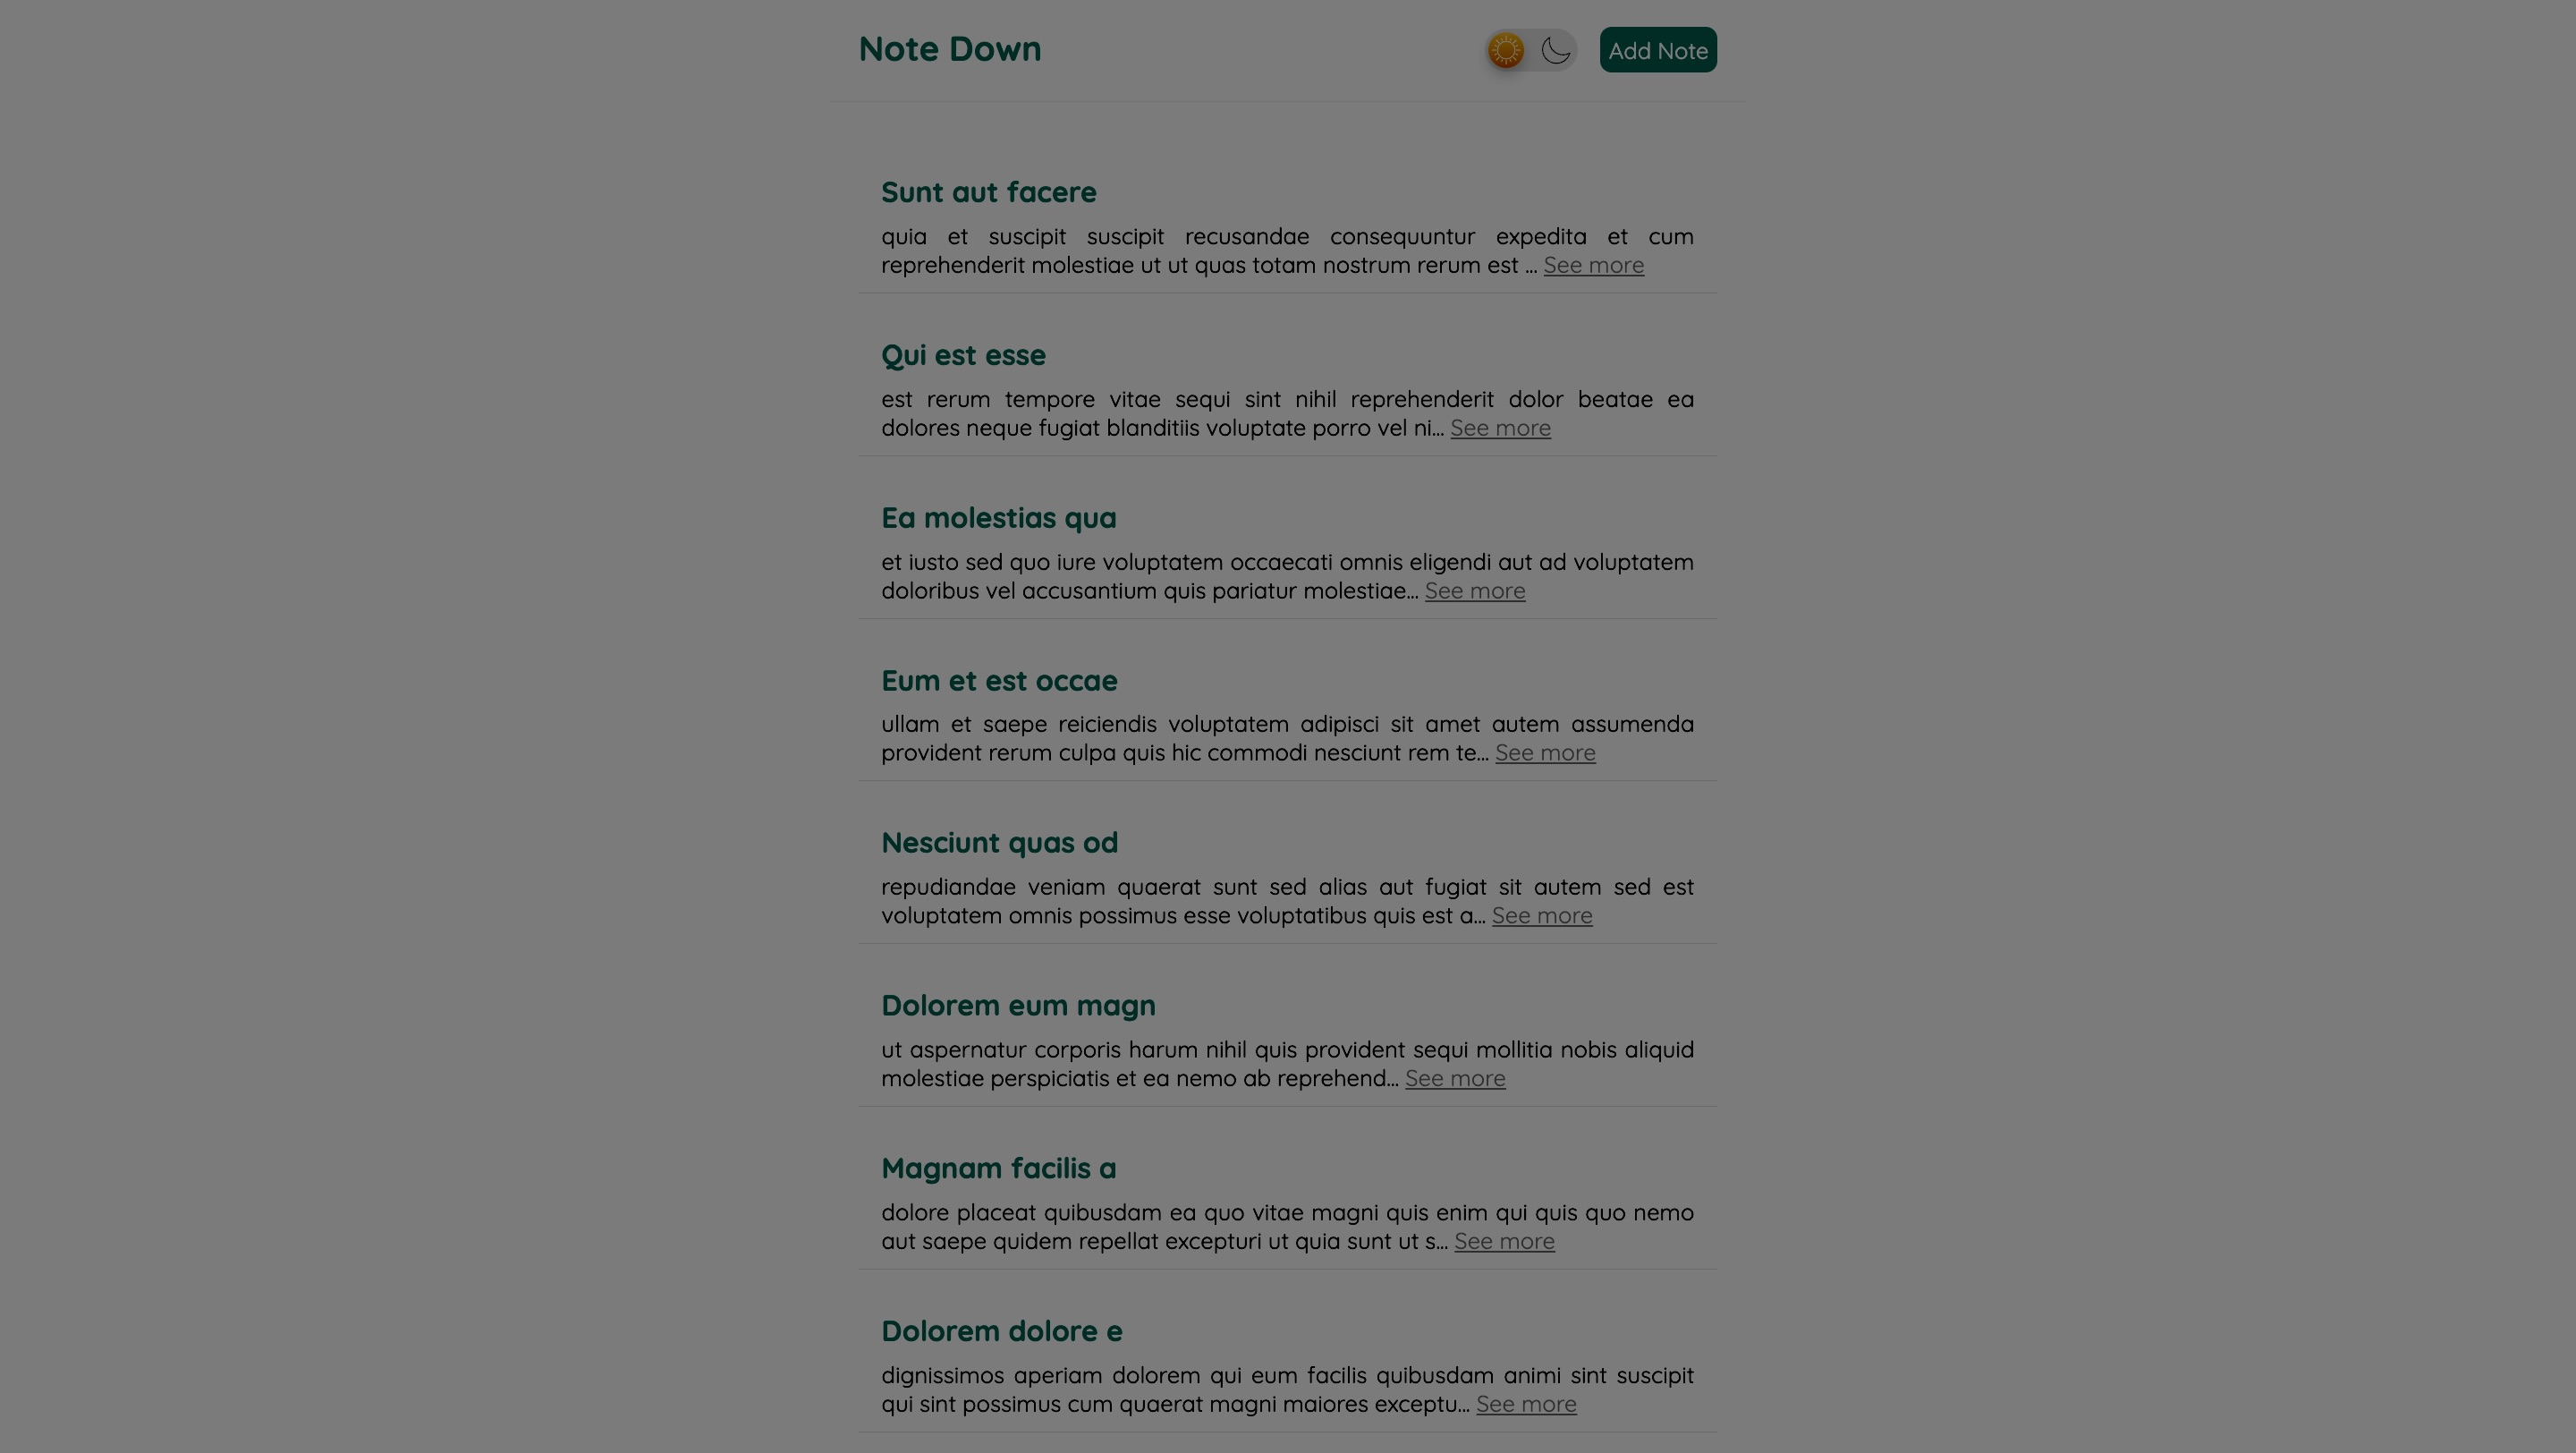 Note Down
Add Note
Sunt aut facere
quia et suscipit suscipit recusandae consequuntur expedita et cum
reprehenderit molestiae ut ut quas totam nostrum rerum est ... See more
Qui est esse
est rerum tempore vitae sequi sint nihil reprehenderit dolor beatae ea
dolores neque fugiat blanditiis voluptate porro vel ni... See more
Ea molestias qua
et iusto sed quo iure voluptatem occaecati omnis eligendi aut ad voluptatem
doloribus vel accusantium quis pariatur molestiae... See more
Eum et est occae
ullam et saepe reiciendis voluptatem adipisci sit amet autem assumenda
provident rerum culpa quis hic commodi nesciunt rem te... See more
Nesciunt quas od
repudiandae veniam quaerat sunt sed alias aut fugiat sit autem sed est
voluptatem omnis possimus esse voluptatibus quis est a... See more
Dolorem eum magn
ut aspernatur corporis harum nihil quis provident sequi mollitia nobis aliquid
molestiae perspiciatis et ea nemo ab reprehend... See more
Magnam facilis a
dolore placeat quibusdam ea quo vitae magni quis enim qui quis quo nemo
aut saepe quidem repellat excepturi ut quia sunt ut s... See more
Dolorem dolore e
dignissimos aperiam dolorem qui eum facilis quibusdam animi sint suscipit
qui sint possimus cum quaerat magni maiores exceptu... See more